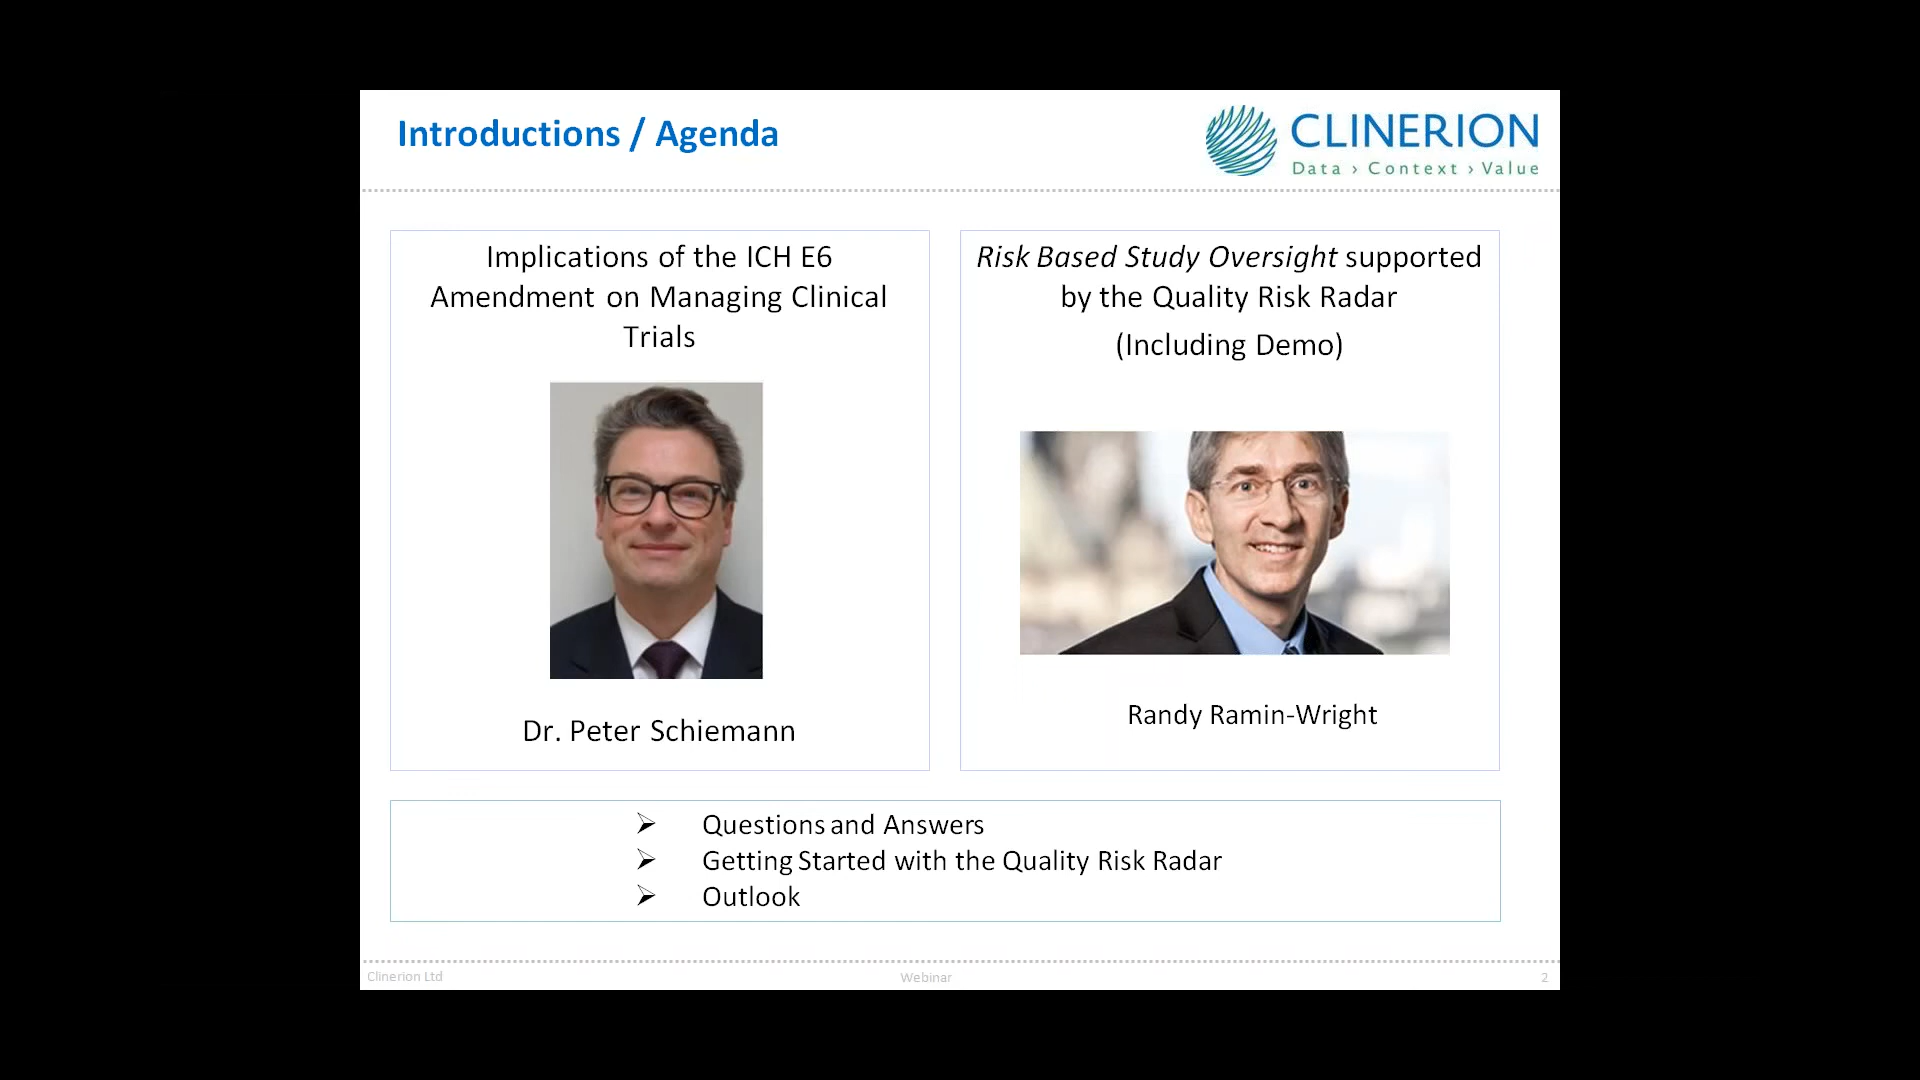 Introductions / Agenda
CLINERION
Data › Context › Value
Implications of the ICH E6
Amendment on Managing Clinical
Trials
Dr. Peter Schiemann
Risk Based Study Oversight supported
by the Quality Risk Radar
(Including Demo)
Randy Ramin-Wright
➢ Questions and Answers
➢ Getting Started with the Quality Risk Radar
➢ Outlook
Clinerion Ltd
Webinar
2